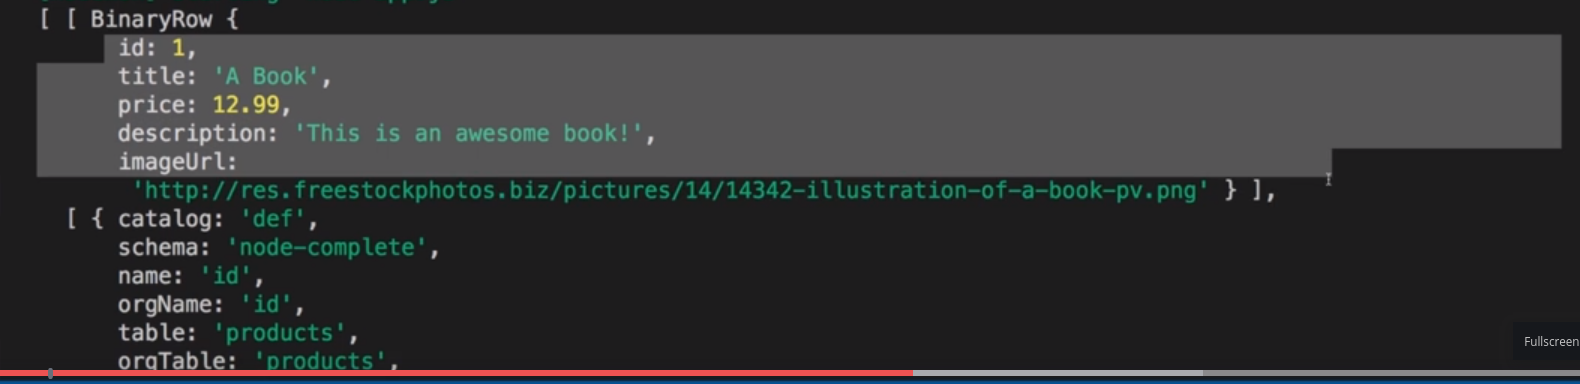 [ [ BinaryRow {
id: 1,
title: 'A Book',
price: 12.99,
description: 'This is an awesome book!',
imageUrl:
'http://res.freestockphotos.biz/pictures/14/14342-illustration-of-a-book-pv.png' } ],
[ { catalog: 'def',
schema: 'node-complete',
name: 'id',
orgName: 'id',
table: 'products',
orgTable: 'products',
Fullscreen